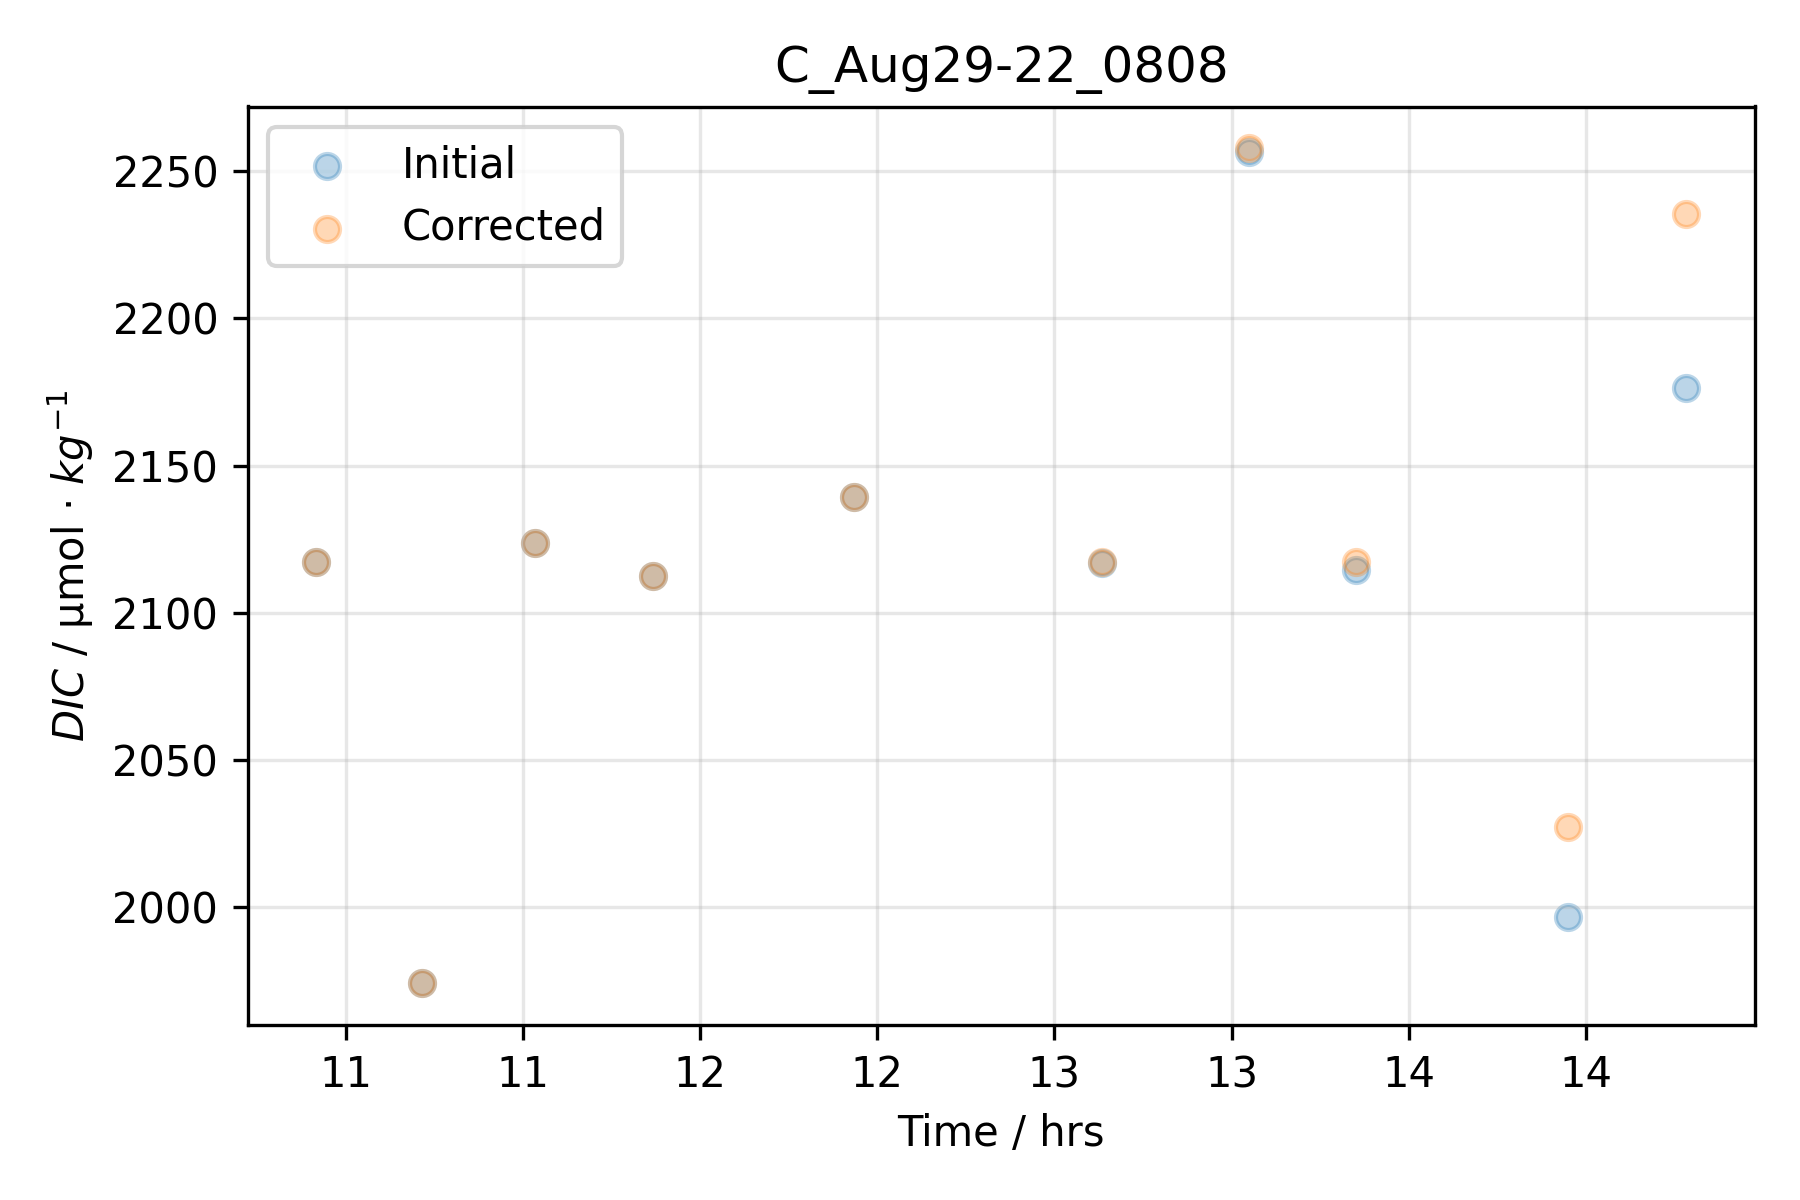 C_Aug29-22_0808
Initial
Corrected
2250
2200
2150
2100
2050
2000
DIC / µmol · kg⁻¹
11 11 12 12 13 13 14 14
Time / hrs